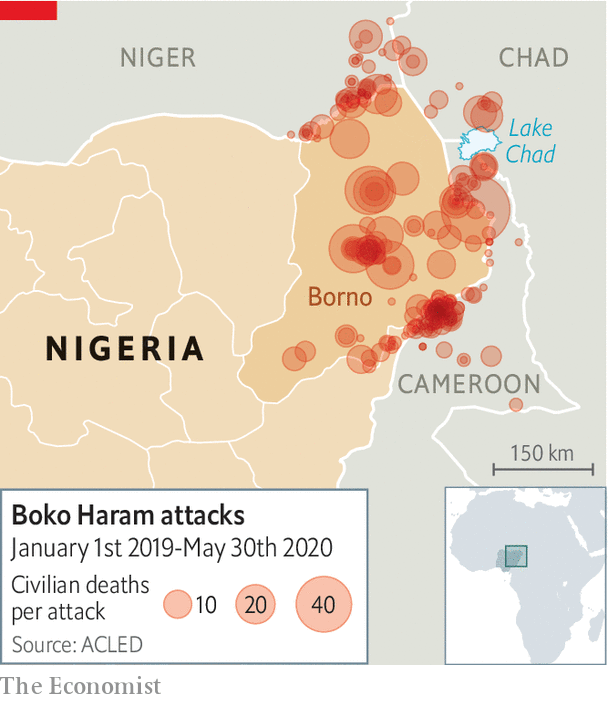 NIGER
CHAD
Lake
Chad
Borno
NIGERIA
CAMEROON
150 km
Boko Haram attacks
January 1st 2019-May 30th 2020
Civilian deaths
per attack
10 20 40
Source: ACLED
The Economist